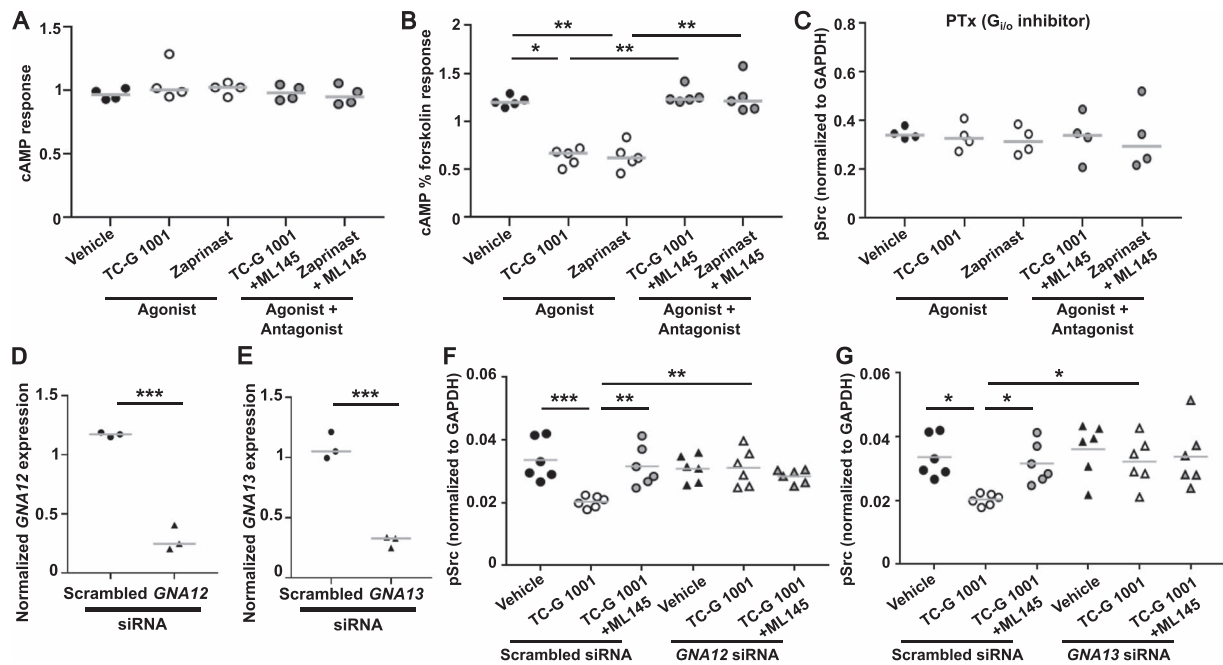 A
1.5
1
0.5
0
cAMP response
Vehicle
TC-G 1001
Zaprinast
TC-G 1001
+ML145
Zaprinast
+ ML145
Agonist
Agonist +
Antagonist
B
2
1.5
1
0.5
0
cAMP % forskolin response
**
**
*
**
Vehicle
TC-G 1001
Zaprinast
TC-G 1001
+ML145
Zaprinast
+ ML145
Agonist
Agonist +
Antagonist
C
PTx (Gi/o inhibitor)
0.8
0.6
0.4
0.2
0
pSrc (normalized to GAPDH)
Vehicle
TC-G 1001
Zaprinast
TC-G 1001
+ML145
Zaprinast
+ ML145
Agonist
Agonist +
Antagonist
D
1.5
1
0.5
0
Normalized GNA12 expression
***
Scrambled GNA12
siRNA
E
1.5
1
0.5
0
Normalized GNA13 expression
***
Scrambled GNA13
siRNA
F
0.06
0.04
0.02
0
pSrc (normalized to GAPDH)
**
***
**
Vehicle
TC-G 1001
TC-G 1001
+ML145
Vehicle
TC-G 1001
TC-G 1001
+ML145
Scrambled siRNA
GNA12 siRNA
G
0.06
0.04
0.02
0
pSrc (normalized to GAPDH)
*
*
*
Vehicle
TC-G 1001
TC-G 1001
+ML145
Vehicle
TC-G 1001
TC-G 1001
+ML145
Scrambled siRNA
GNA13 siRNA